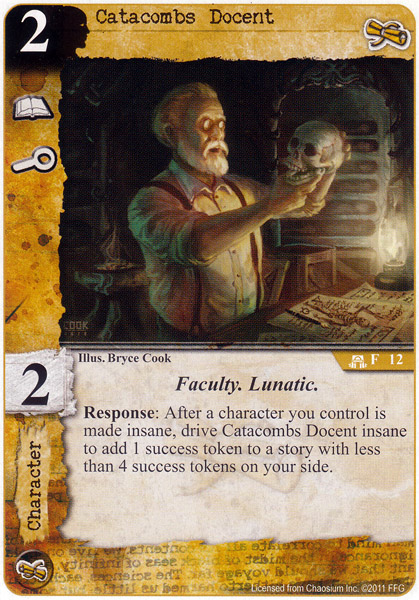 2
Catacombs Docent
COOK
Illus. Bryce Cook
F 12
2
Character
Faculty. Lunatic.
Response: After a character you control is
made insane, drive Catacombs Docent insane
to add 1 success token to a story with less
than 4 success tokens on your side.
Licensed from Chaosium Inc. ©2011 FFG